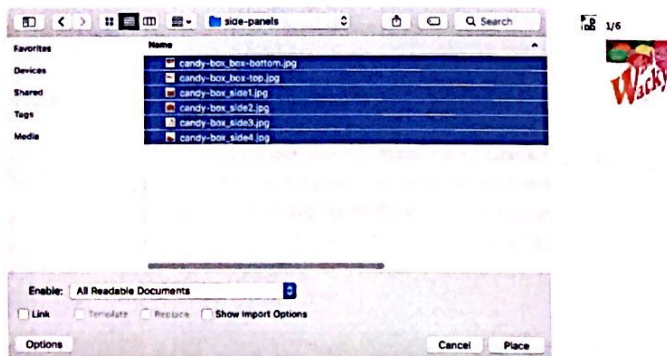 side-panels
Search
Name
Favorites
Devices
Shared
Tags
Media
candy-box_box-bottom.jpg
candy-box_box-top.jpg
candy-box_side1.jpg
candy-box_side2.jpg
candy-box_side3.jpg
candy-box_side4.jpg
Enable: All Readable Documents
Link Template Replace Show Import Options
Options Cancel Place
1/6
Wacky